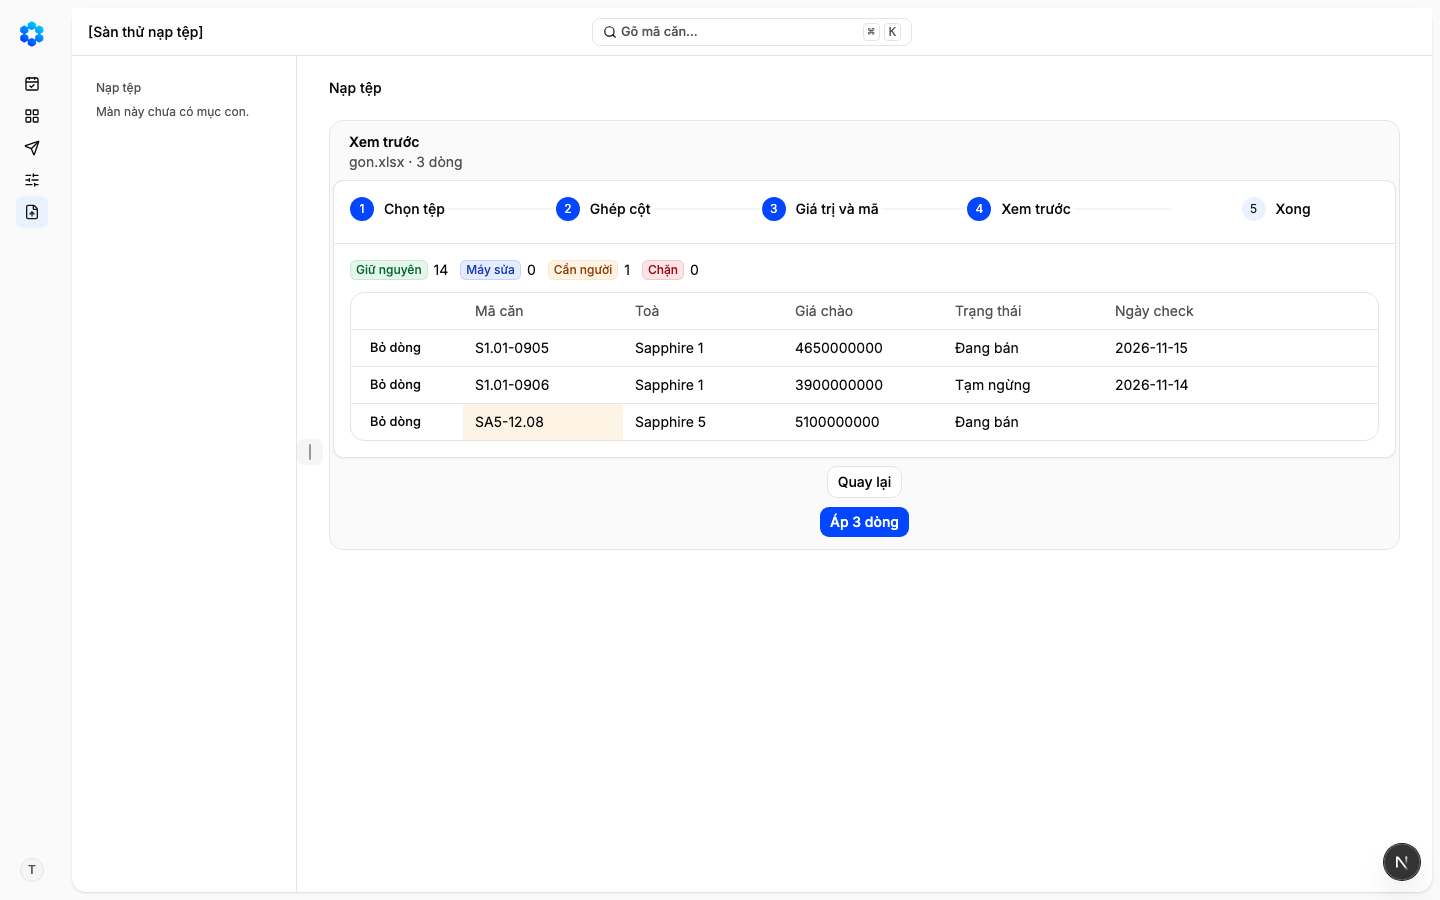 [Sàn thử nạp tệp]
Gõ mã căn...
⌘ K
Nạp tệp
Màn này chưa có mục con.
Nạp tệp
Xem trước
gon.xlsx · 3 dòng
1 Chọn tệp 2 Ghép cột 3 Giá trị và mã 4 Xem trước 5 Xong
Giữ nguyên 14 Máy sửa 0 Cần người 1 Chặn 0
Mã căn Toà Giá chào Trạng thái Ngày check
Bỏ dòng S1.01-0905 Sapphire 1 4650000000 Đang bán 2026-11-15
Bỏ dòng S1.01-0906 Sapphire 1 3900000000 Tạm ngừng 2026-11-14
Bỏ dòng SA5-12.08 Sapphire 5 5100000000 Đang bán
Quay lại
Áp 3 dòng
T
N